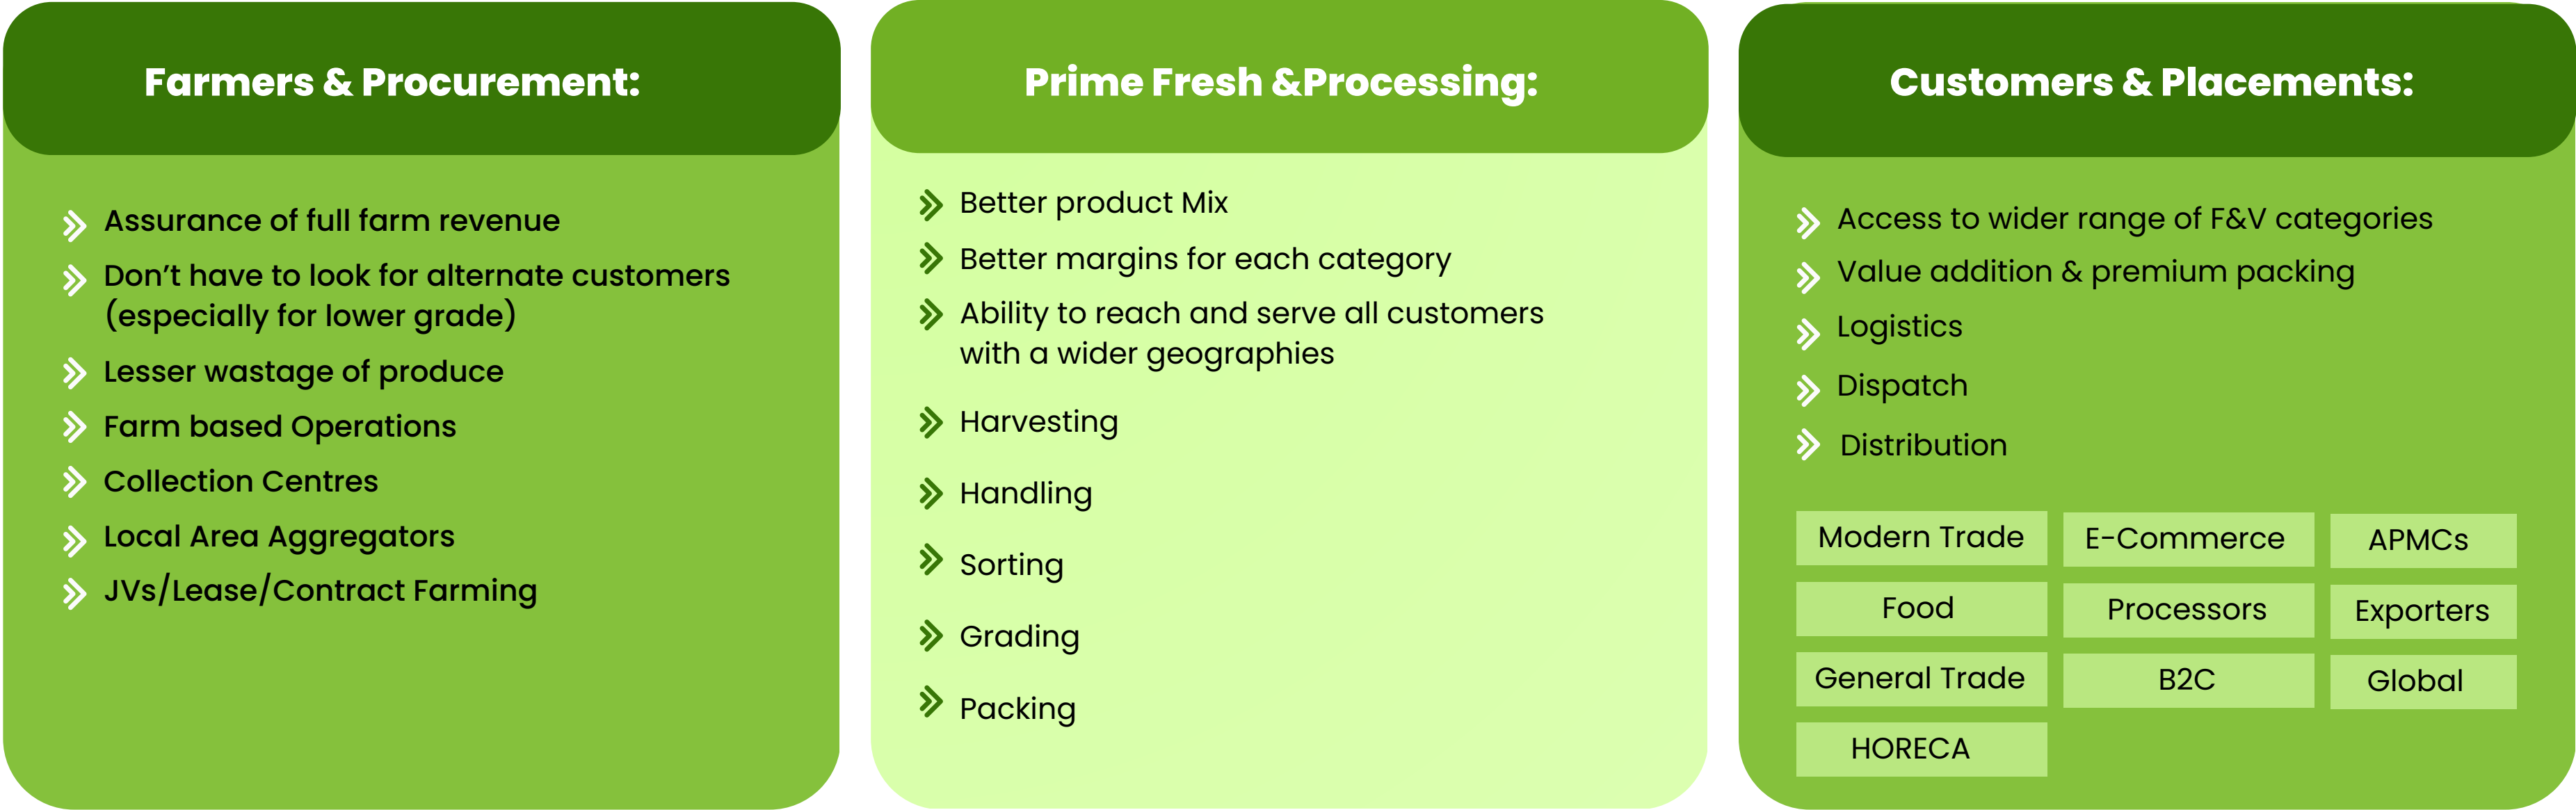 Farmers & Procurement:
Assurance of full farm revenue
Don’t have to look for alternate customers
(especially for lower grade)
Lesser wastage of produce
Farm based Operations
Collection Centres
Local Area Aggregators
JVs/Lease/Contract Farming
Prime Fresh &Processing:
Better product Mix
Better margins for each category
Ability to reach and serve all customers
with a wider geographies
Harvesting
Handling
Sorting
Grading
Packing
Customers & Placements:
Access to wider range of F&V categories
Value addition & premium packing
Logistics
Dispatch
Distribution
Modern Trade
E-Commerce
APMCs
Food
Processors
Exporters
General Trade
B2C
Global
HORECA